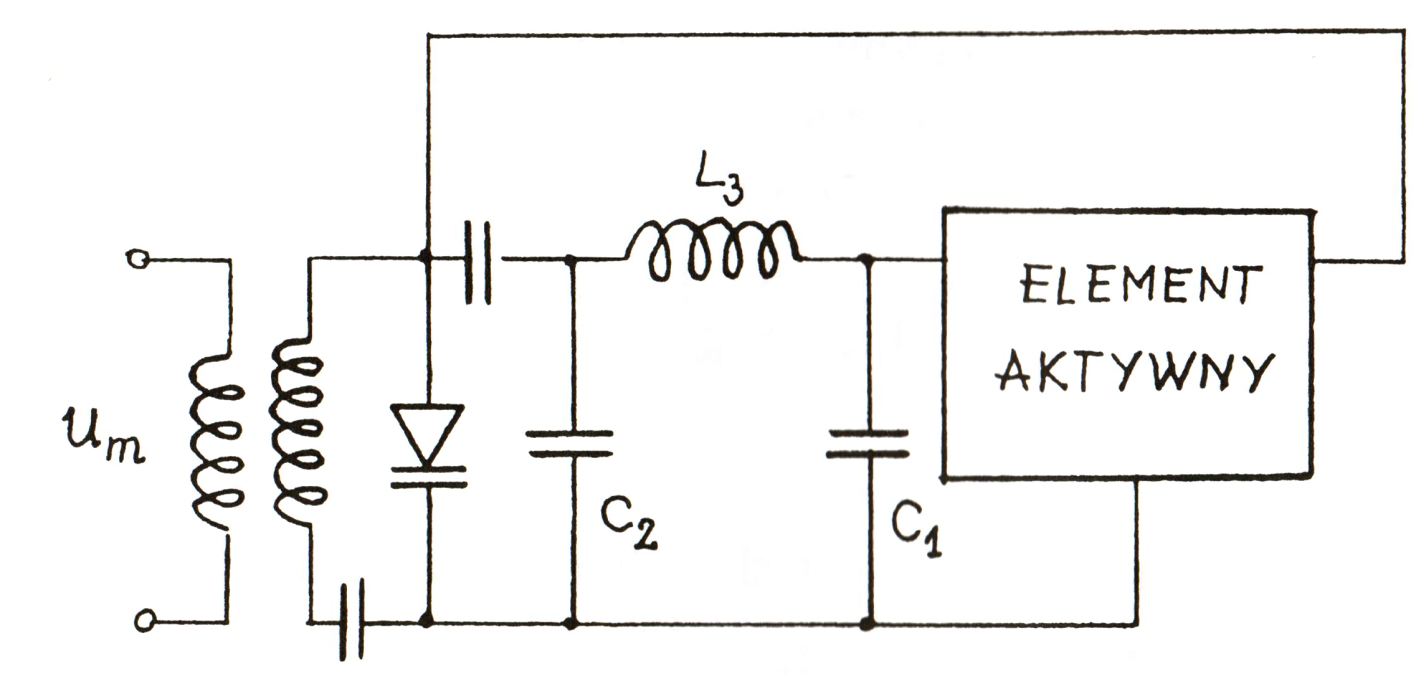 L₃
ELEMENT
AKTYWNY
uₘ
C₂
C₁